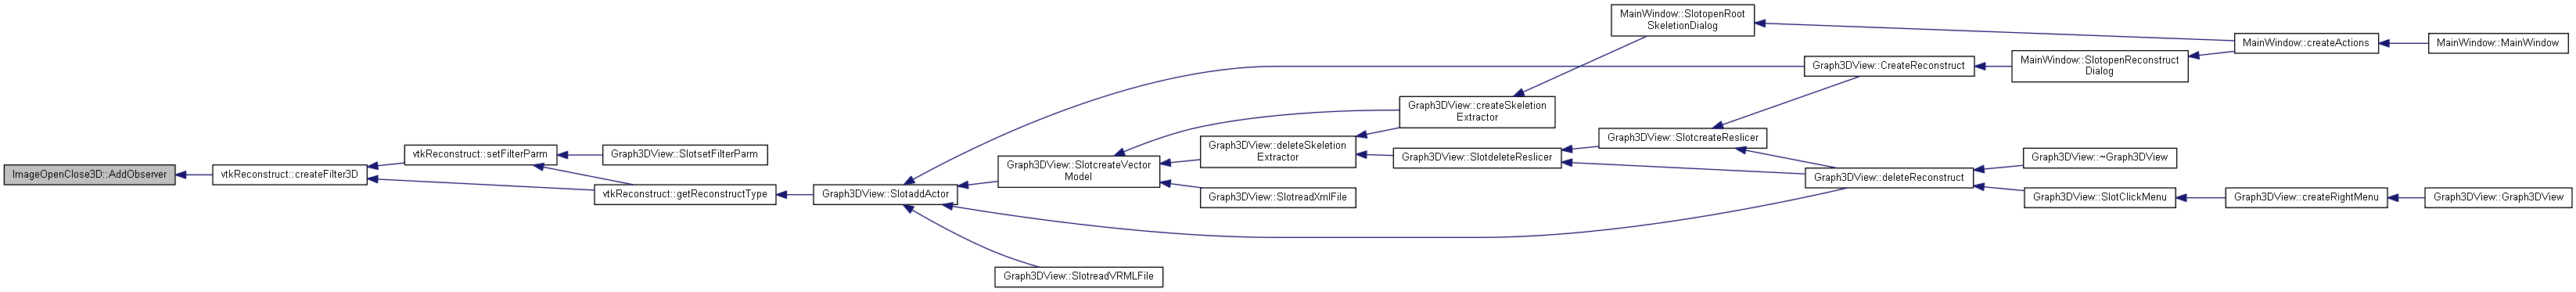 ImageOpenClose3D::AddObserver
vtkReconstruct::createFilter3D
vtkReconstruct::setFilterParm
Graph3DView::SlotsetFilterParm
vtkReconstruct::getReconstructType
Graph3DView::SlotaddActor
Graph3DView::SlotcreateVector
Model
Graph3DView::SlotreadVRMLFile
Graph3DView::deleteSkeletion
Extractor
Graph3DView::SlotreadXmlFile
Graph3DView::createSkeletion
Extractor
Graph3DView::SlotdeleteReslicer
MainWindow::SlotopenRoot
SkeletionDialog
Graph3DView::SlotcreateReslicer
Graph3DView::CreateReconstruct
Graph3DView::deleteReconstruct
MainWindow::SlotopenReconstruct
Dialog
Graph3DView::~Graph3DView
Graph3DView::SlotClickMenu
MainWindow::createActions
Graph3DView::createRightMenu
MainWindow::MainWindow
Graph3DView::Graph3DView